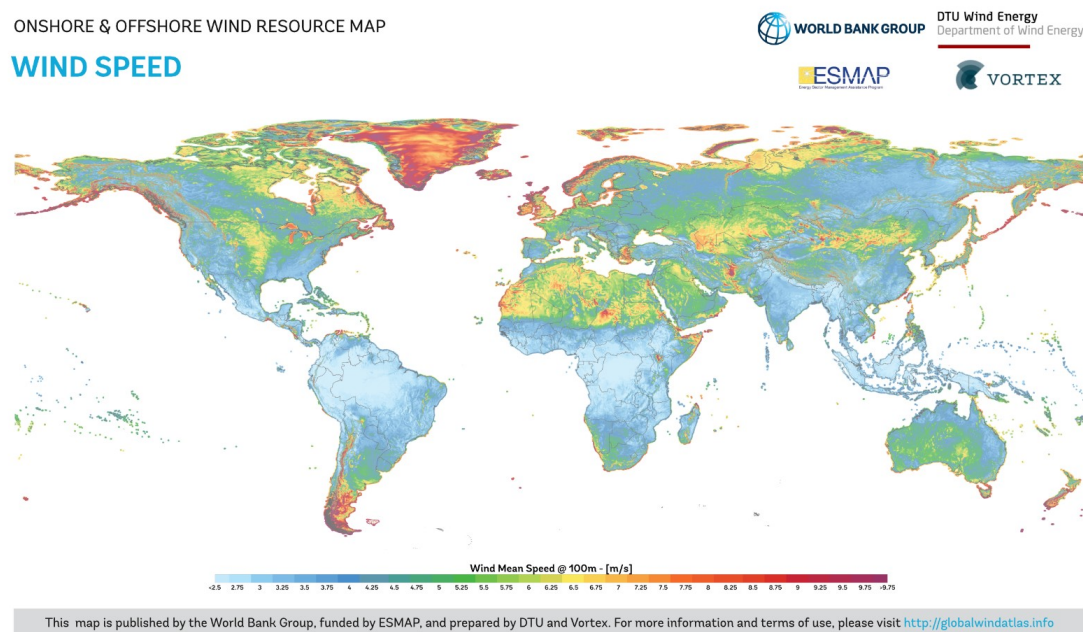 ONSHORE & OFFSHORE WIND RESOURCE MAP
WIND SPEED
WORLD BANK GROUP
DTU Wind Energy
Department of Wind Energy
ESMAP
Energy Sector Management Assistance Program
VORTEX
Wind Mean Speed @ 100m - [m/s]
<2.5 2.75 3 3.25 3.5 3.75 4 4.25 4.5 4.75 5 5.25 5.5 5.75 6 6.25 6.5 6.75 7 7.25 7.5 7.75 8 8.25 8.5 8.75 9 9.25 9.5 9.75 >9.75
This map is published by the World Bank Group, funded by ESMAP, and prepared by DTU and Vortex. For more information and terms of use, please visit http://globalwindatlas.info